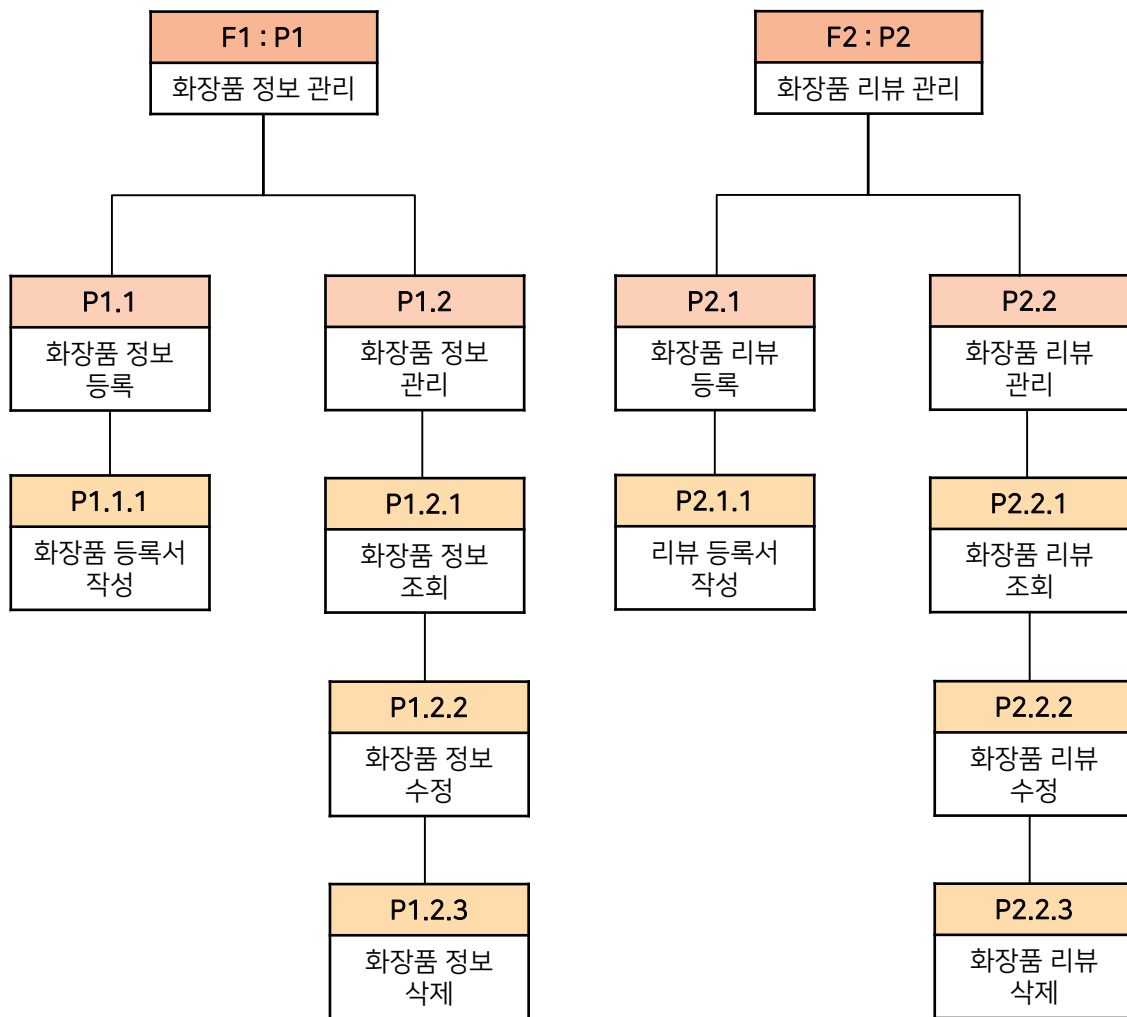 F1 : P1
화장품 정보 관리
P1.1
화장품 정보
등록
P1.1.1
화장품 등록서
작성
P1.2
화장품 정보
관리
P1.2.1
화장품 정보
조회
P1.2.2
화장품 정보
수정
P1.2.3
화장품 정보
삭제
F2 : P2
화장품 리뷰 관리
P2.1
화장품 리뷰
등록
P2.1.1
리뷰 등록서
작성
P2.2
화장품 리뷰
관리
P2.2.1
화장품 리뷰
조회
P2.2.2
화장품 리뷰
수정
P2.2.3
화장품 리뷰
삭제